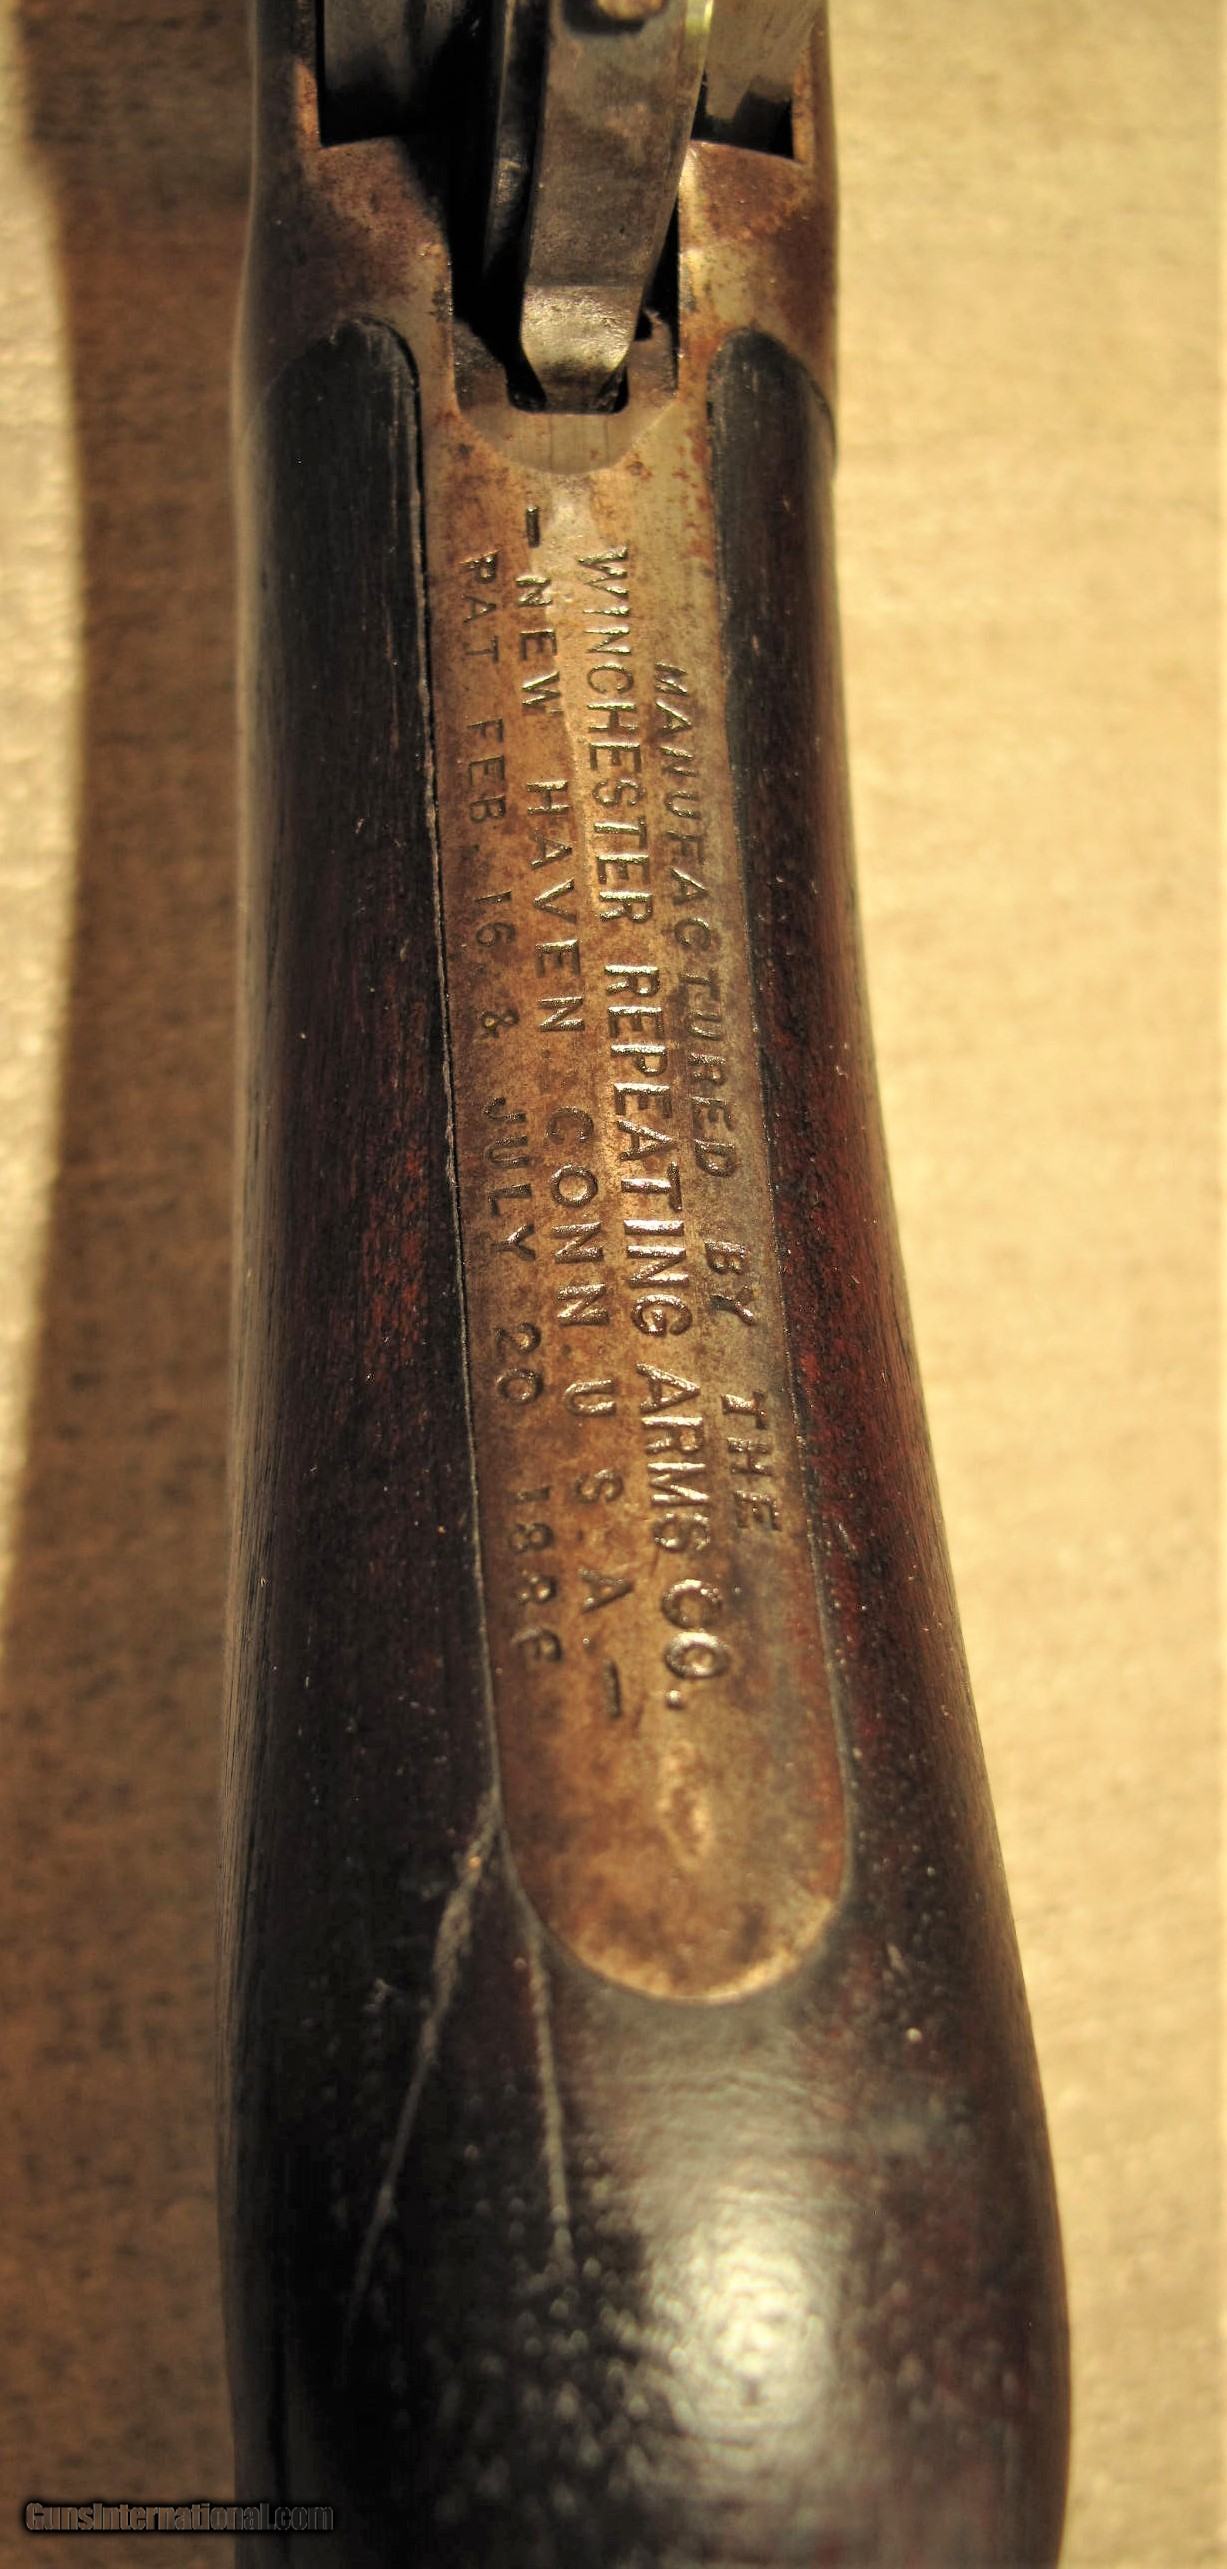 MANUFACTURED BY THE
WINCHESTER REPEATING ARMS CO.
-NEW HAVEN. CONN. U. S. A-
PAT FEB 16. & JULY 20 1886
GunsInternational.com